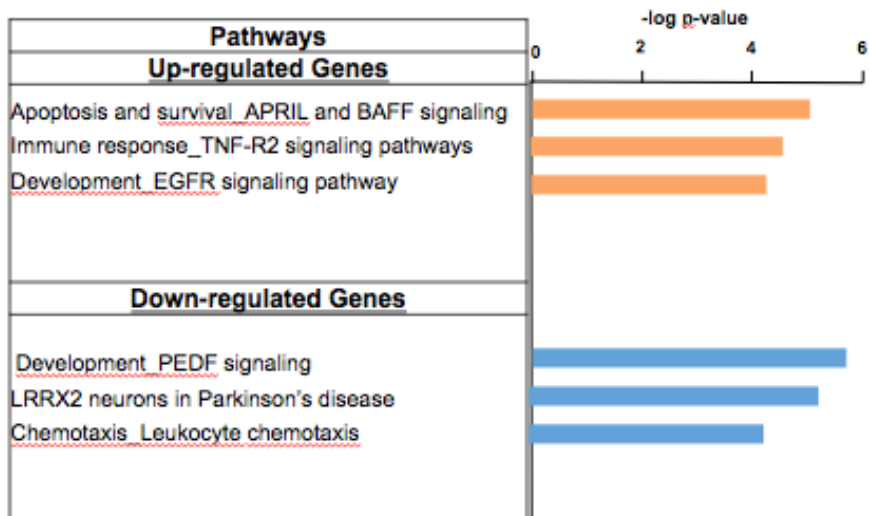 -log p-value
Pathways
0 2 4 6
Up-regulated Genes
Apoptosis and survival_APRIL and BAFF signaling
Immune response_TNF-R2 signaling pathways
Development_EGFR signaling pathway
Down-regulated Genes
Development_PEDF signaling
LRRX2 neurons in Parkinson's disease
Chemotaxis_Leukocyte chemotaxis